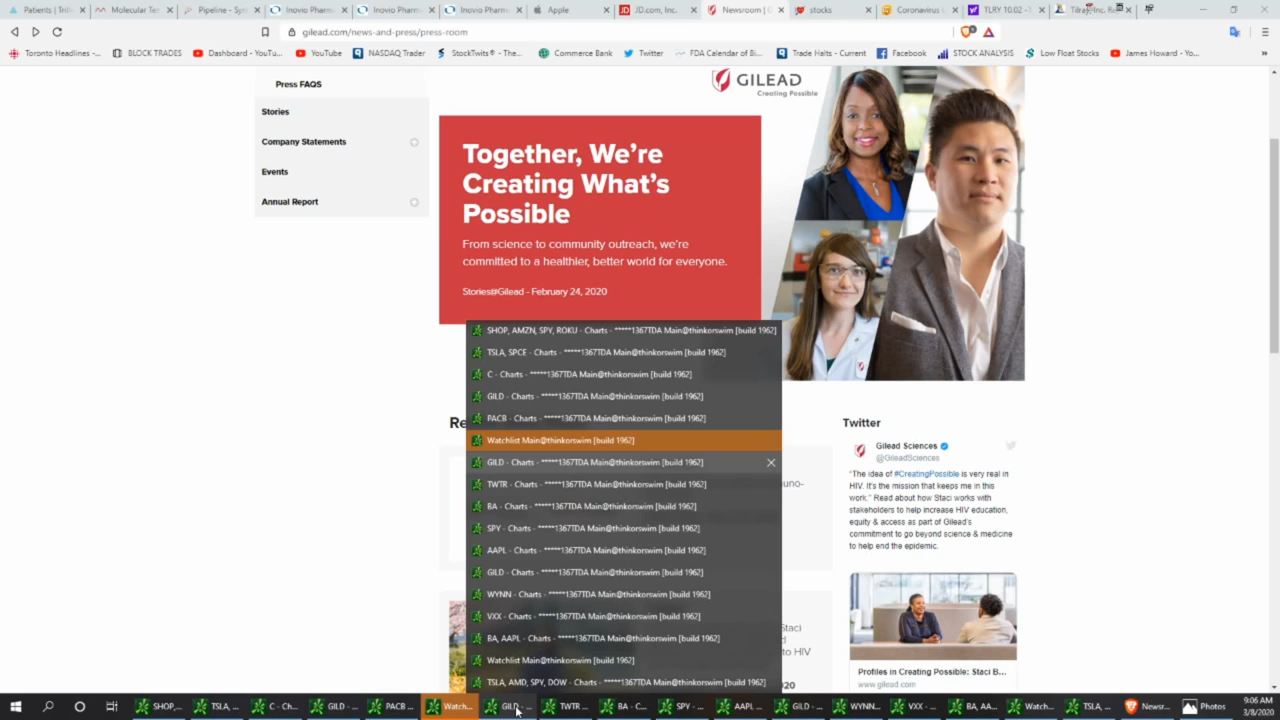 Patients | Trilli
Molecular Ten
Pipeline - Syno
Inovio Pharm
Inovio Pharm
Inovio Pharm
Apple
JD.com, Inc.
Newsroom | G
stocks
Coronavirus U
TLRY 10.02 -
Tilray, Inc. Re
gilead.com/news-and-press/press-room
Toronto Headlines -...
BLOCK TRADES
Dashboard - YouTu...
YouTube
NASDAQ Trader
StockTwits® - The...
Commerce Bank
Twitter
FDA Calendar of Bi...
Trade Halts - Current
Facebook
STOCK ANALYSIS
Low Float Stocks
James Howard - Yo...
Press FAQS
Stories
Company Statements
Events
Annual Report
GILEAD
Creating Possible
Together, We're
Creating What's
Possible
From science to community outreach, we're
committed to a healthier, better world for everyone.
Stories@Gilead - February 24, 2020
SHOP, AMZN, SPY, ROKU - Charts - *****1367TDA Main@thinkorswim [build 1962]
TSLA, SPCE - Charts - *****1367TDA Main@thinkorswim [build 1962]
C - Charts - *****1367TDA Main@thinkorswim [build 1962]
GILD - Charts - *****1367TDA Main@thinkorswim [build 1962]
PACB - Charts - *****1367TDA Main@thinkorswim [build 1962]
Watchlist Main@thinkorswim [build 1962]
GILD - Charts - *****1367TDA Main@thinkorswim [build 1962]
TWTR - Charts - *****1367TDA Main@thinkorswim [build 1962]
BA - Charts - *****1367TDA Main@thinkorswim [build 1962]
SPY - Charts - *****1367TDA Main@thinkorswim [build 1962]
AAPL - Charts - *****1367TDA Main@thinkorswim [build 1962]
GILD - Charts - *****1367TDA Main@thinkorswim [build 1962]
WYNN - Charts - *****1367TDA Main@thinkorswim [build 1962]
VXX - Charts - *****1367TDA Main@thinkorswim [build 1962]
BA, AAPL - Charts - *****1367TDA Main@thinkorswim [build 1962]
Watchlist Main@thinkorswim [build 1962]
TSLA, AMD, SPY, DOW - Charts - *****1367TDA Main@thinkorswim [build 1962]
Re
uno-
Staci
d
to HIV
20
Twitter
Gilead Sciences
@GileadSciences
"The idea of #CreatingPossible is very real in
HIV. It's the mission that keeps me in this
work." Read about how Staci works with
stakeholders to help increase HIV education,
equity & access as part of Gilead's
commitment to go beyond science & medicine
to help end the epidemic.
Profiles in Creating Possible: Staci B...
www.gilead.com
SHOP,...
TSLA, ...
C - Ch...
GILD - ...
PACB ...
Watch...
GILD - ...
TWTR ...
BA - C...
SPY - ...
AAPL ...
GILD - ...
WYNN...
VXX - ...
BA, AA...
Watch...
TSLA, ...
Newsr...
Photos
9:06 AM
3/8/2020